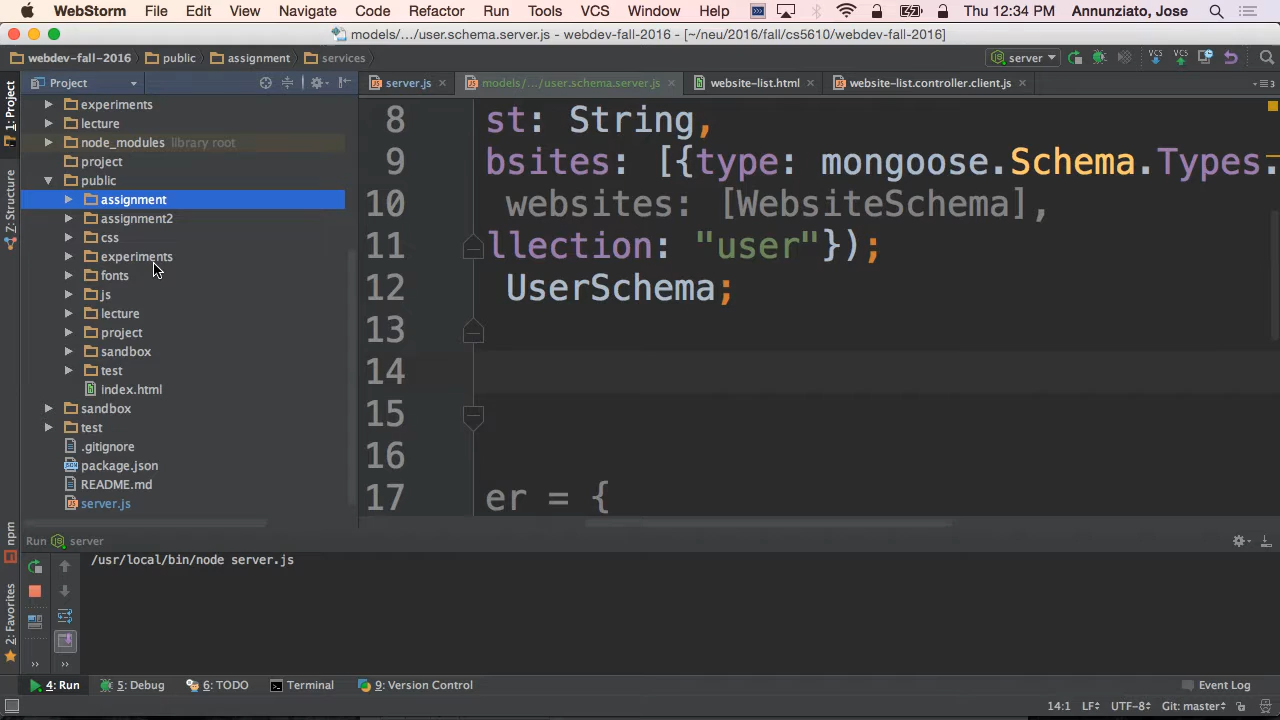 WebStorm File Edit View Navigate Code Refactor Run Tools VCS Window Help Thu 12:34 PM Annunziato, Jose
models/.../user.schema.server.js - webdev-fall-2016 - [~/neu/2016/fall/cs5610/webdev-fall-2016]
webdev-fall-2016 public assignment services server VCS VCS
1: Project
Z: Structure
npm
2: Favorites
Project
experiments
lecture
node_modules library root
project
public
assignment
assignment2
css
experiments
fonts
js
lecture
project
sandbox
test
index.html
sandbox
test
.gitignore
package.json
README.md
server.js
server.js models/.../user.schema.server.js website-list.html website-list.controller.client.js
8 st: String,
9 bsites: [{type: mongoose.Schema.Types.
10 websites: [WebsiteSchema],
11 llection: "user"});
12 UserSchema;
13
14
15
16
17 er = {
Run server
/usr/local/bin/node server.js
4: Run 5: Debug 6: TODO Terminal 9: Version Control Event Log
14:1 LF UTF-8 Git: master